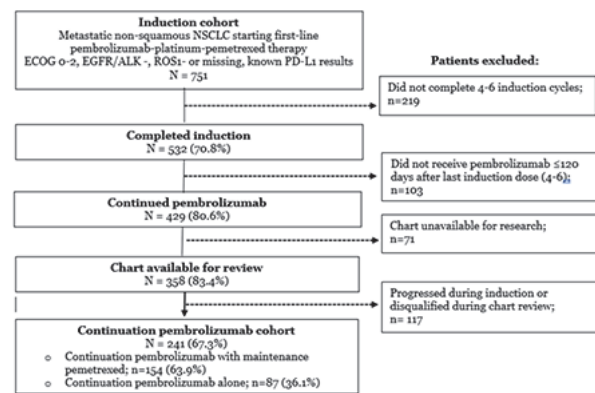 Induction cohort
Metastatic non-squamous NSCLC starting first-line
pembrolizumab-platinum-pemetrexed therapy
ECOG 0-2, EGFR/ALK -, ROS1- or missing, known PD-L1 results
N = 751
Patients excluded:
Did not complete 4-6 induction cycles;
n=219
Completed induction
N = 532 (70.8%)
Did not receive pembrolizumab ≤120
days after last induction dose (4-6);
n=103
Continued pembrolizumab
N = 429 (80.6%)
Chart unavailable for research;
n=71
Chart available for review
N = 358 (83.4%)
Progressed during induction or
disqualified during chart review;
n= 117
Continuation pembrolizumab cohort
N = 241 (67.3%)
o Continuation pembrolizumab with maintenance
pemetrexed; n=154 (63.9%)
o Continuation pembrolizumab alone; n=87 (36.1%)